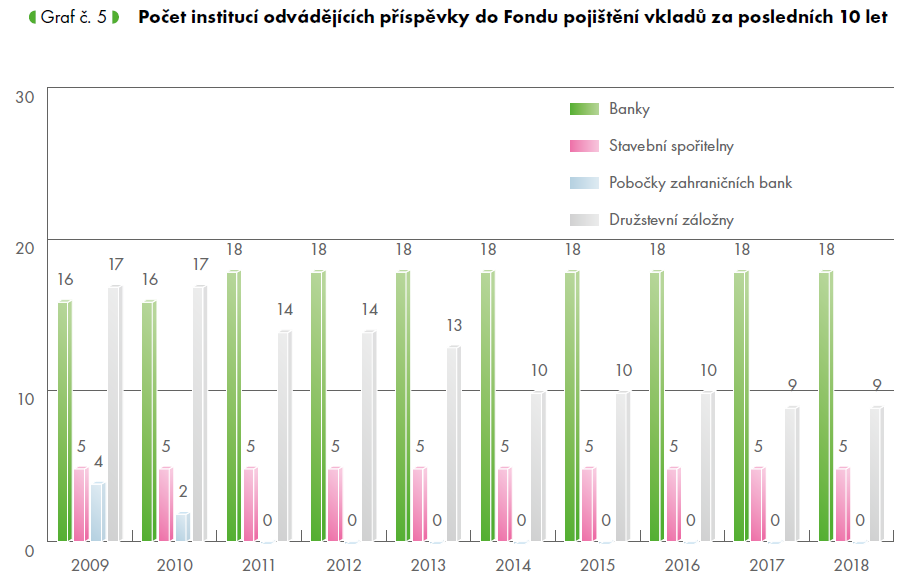 Graf č. 5 Počet institucí odvádějících příspěvky do Fondu pojištění vkladů za posledních 10 let
30
Banky
Stavební spořitelny
Pobočky zahraničních bank
Družstevní záložny
20
18 18 18 18 18 18 18 18
16 17 16 17
14 14 13
10 10 10 9 9
10
5 5 5 5 5 5 5 5 5 5
4 2 0 0 0 0 0 0 0 0
0
2009 2010 2011 2012 2013 2014 2015 2016 2017 2018